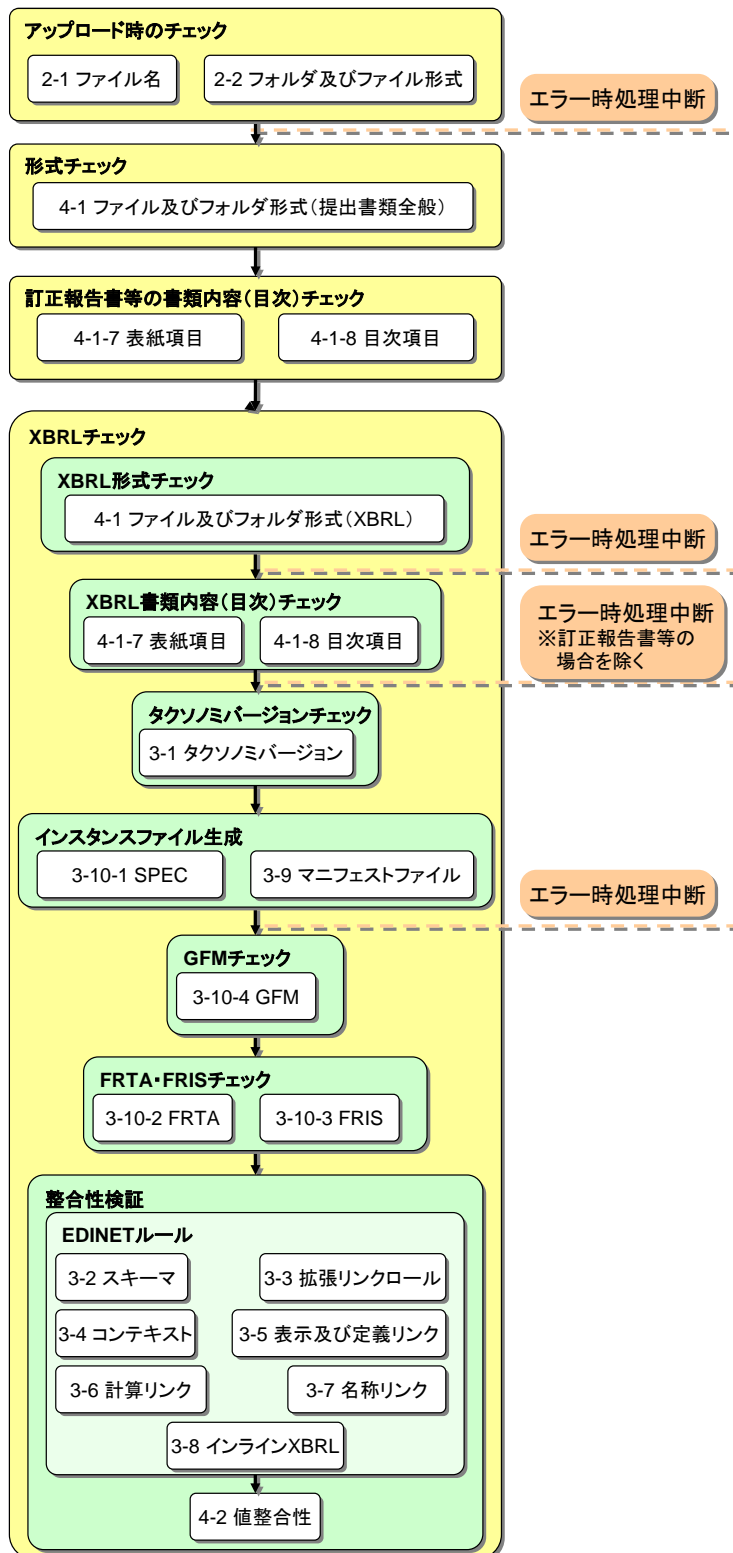 アップロード時のチェック
2-1 ファイル名
2-2 フォルダ及びファイル形式
エラー時処理中断
形式チェック
4-1 ファイル及びフォルダ形式（提出書類全般）
訂正報告書等の書類内容（目次）チェック
4-1-7 表紙項目
4-1-8 目次項目
XBRLチェック
XBRL形式チェック
4-1 ファイル及びフォルダ形式（XBRL）
エラー時処理中断
XBRL書類内容（目次）チェック
4-1-7 表紙項目
4-1-8 目次項目
エラー時処理中断
※訂正報告書等の
場合を除く
タクソノミバージョンチェック
3-1 タクソノミバージョン
インスタンスファイル生成
3-10-1 SPEC
3-9 マニフェストファイル
エラー時処理中断
GFMチェック
3-10-4 GFM
FRTA・FRISチェック
3-10-2 FRTA
3-10-3 FRIS
整合性検証
EDINETルール
3-2 スキーマ
3-3 拡張リンクロール
3-4 コンテキスト
3-5 表示及び定義リンク
3-6 計算リンク
3-7 名称リンク
3-8 インラインXBRL
4-2 値整合性